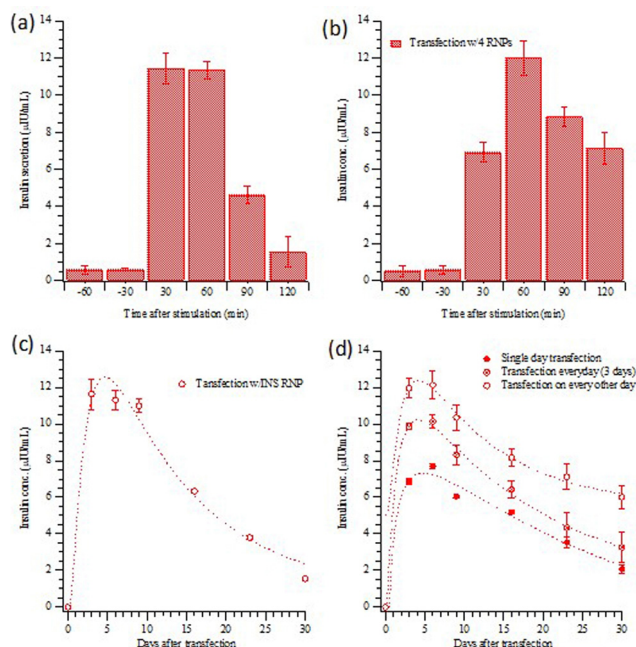 (a)
14
12
10
8
6
4
2
0
Insulin secretion (μIU/mL)
-60 -30 30 60 90 120
Time after stimulation (min)
(b)
Transfection w/4 RNPs
14
12
10
8
6
4
2
0
Insulin conc. (μIU/mL)
-60 -30 30 60 90 120
Time after stimulation (min)
(c)
Tansfection w/INS RNP
14
12
10
8
6
4
2
0
Insulin conc. (μIU/mL)
0 5 10 15 20 25 30
Days after transfection
(d)
Single day transfection
Transfection everyday (3 days)
Tansfection on every other day
14
12
10
8
6
4
2
0
Insulin conc. (μIU/mL)
0 5 10 15 20 25 30
Days after transfection